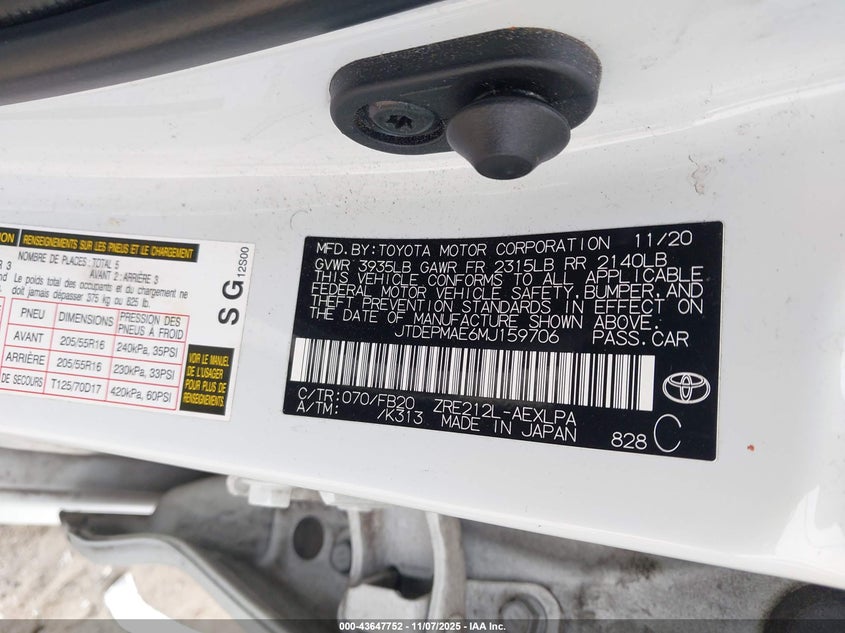 ION RENSEIGNEMENTS SUR LES PNEUS ET LE CHARGEMENT
NOMBRE DE PLACES: TOTAL 5
AVANT 2: ARRIÈRE 3
Le poids total des occupants et du chargement ne
doit jamais dépasser 375 kg ou 825 lb.
PNEU DIMENSIONS PRESSION DES PNEUS À FROID
AVANT 205/55R16 240kPa, 35PSI
ARRIÈRE 205/55R16 230kPa, 33PSI
DE SECOURS T125/70D17 420kPa, 60PSI
VOIR LE MANUEL
DE L'USAGER
POUR PLUS DE
RENSEIGNEMENTS
SG
12S00
MFD. BY: TOYOTA MOTOR CORPORATION 11/20
GVWR 3935LB GAWR FR 2315LB RR 2140LB
THIS VEHICLE CONFORMS TO ALL APPLICABLE
FEDERAL MOTOR VEHICLE SAFETY, BUMPER, AND
THEFT PREVENTION STANDARDS IN EFFECT ON
THE DATE OF MANUFACTURE SHOWN ABOVE.
JTDEPMAE6MJ159706 PASS. CAR
C/TR: 070/FB20 ZRE212L-AEXLPA
A/TM: /K313 MADE IN JAPAN 828 C
000-43647752 - 11/07/2025 - IAA Inc.